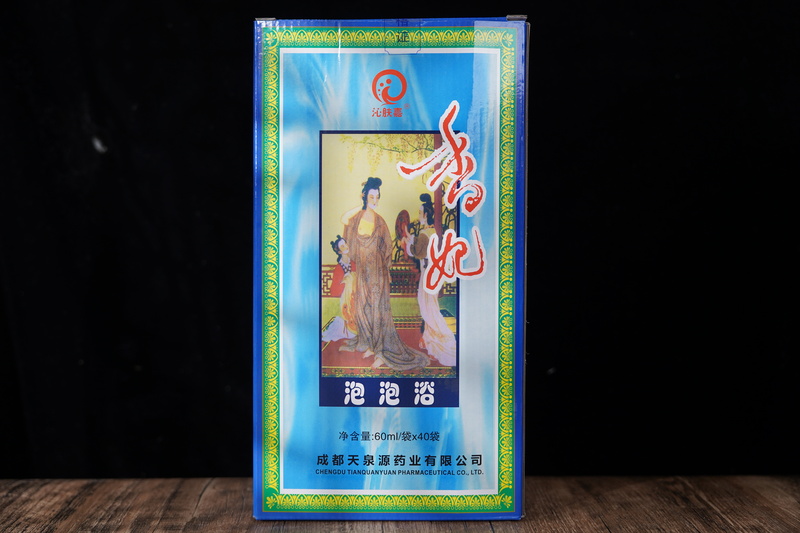 沁肤嘉
香妃
泡泡浴
净含量:60ml/袋x40袋
成都天泉源药业有限公司
CHENGDU TIANQUANYUAN PHARMACEUTICAL CO., LTD.